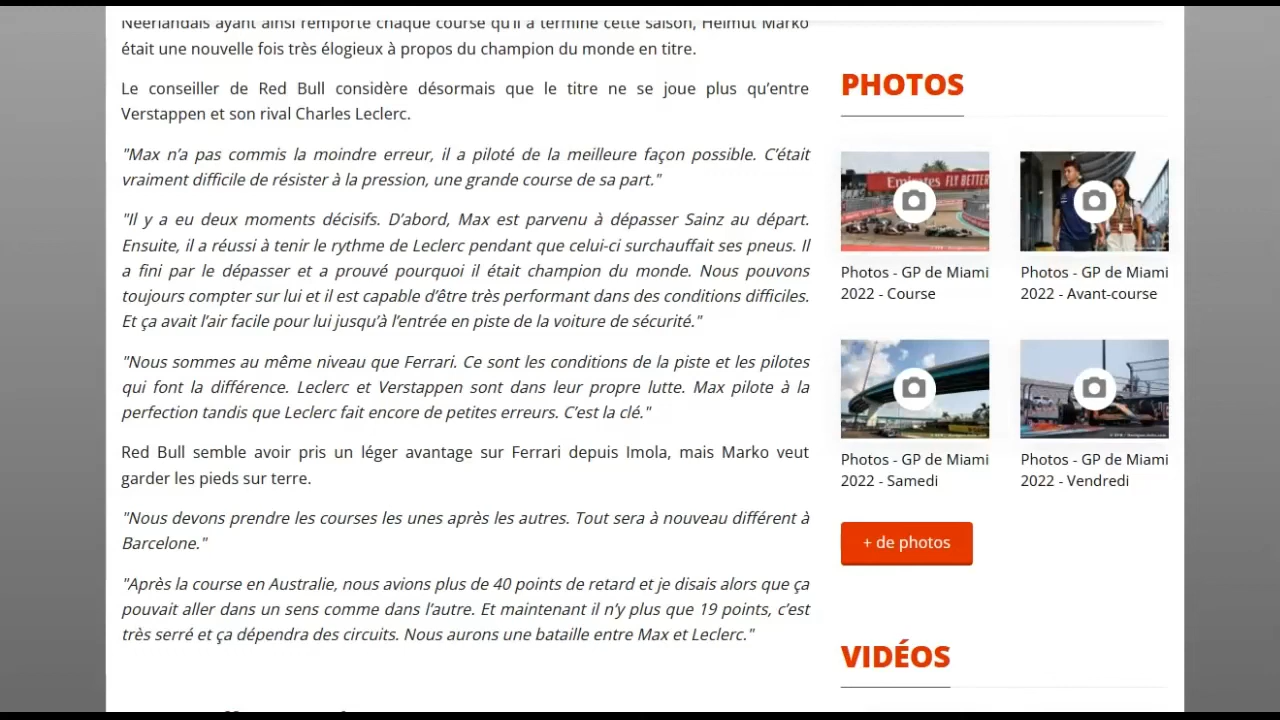 Néerlandais ayant ainsi remporté chaque course qu'il a terminé cette saison, Helmut Marko
était une nouvelle fois très élogieux à propos du champion du monde en titre.
Le conseiller de Red Bull considère désormais que le titre ne se joue plus qu’entre
Verstappen et son rival Charles Leclerc.
"Max n’a pas commis la moindre erreur, il a piloté de la meilleure façon possible. C’était
vraiment difficile de résister à la pression, une grande course de sa part."
"Il y a eu deux moments décisifs. D’abord, Max est parvenu à dépasser Sainz au départ.
Ensuite, il a réussi à tenir le rythme de Leclerc pendant que celui-ci surchauffait ses pneus. Il
a fini par le dépasser et a prouvé pourquoi il était champion du monde. Nous pouvons
toujours compter sur lui et il est capable d’être très performant dans des conditions difficiles.
Et ça avait l’air facile pour lui jusqu’à l’entrée en piste de la voiture de sécurité."
"Nous sommes au même niveau que Ferrari. Ce sont les conditions de la piste et les pilotes
qui font la différence. Leclerc et Verstappen sont dans leur propre lutte. Max pilote à la
perfection tandis que Leclerc fait encore de petites erreurs. C’est la clé."
Red Bull semble avoir pris un léger avantage sur Ferrari depuis Imola, mais Marko veut
garder les pieds sur terre.
"Nous devons prendre les courses les unes après les autres. Tout sera à nouveau différent à
Barcelone."
"Après la course en Australie, nous avions plus de 40 points de retard et je disais alors que ça
pouvait aller dans un sens comme dans l’autre. Et maintenant il n’y plus que 19 points, c’est
très serré et ça dépendra des circuits. Nous aurons une bataille entre Max et Leclerc."
PHOTOS
Emirates FLY BETTER
Photos - GP de Miami
2022 - Course
Photos - GP de Miami
2022 - Avant-course
Photos - GP de Miami
2022 - Samedi
Photos - GP de Miami
2022 - Vendredi
+ de photos
VIDÉOS